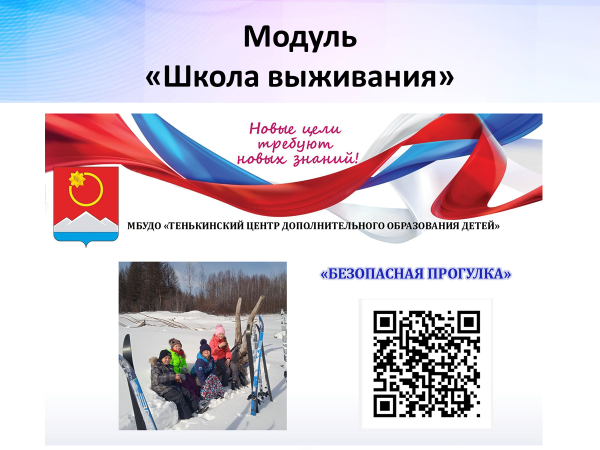 Модуль
«Школа выживания»
Новые цели
требуют
новых знаний!
МБУДО «ТЕНЬКИНСКИЙ ЦЕНТР ДОПОЛНИТЕЛЬНОГО ОБРАЗОВАНИЯ ДЕТЕЙ»
«БЕЗОПАСНАЯ ПРОГУЛКА»